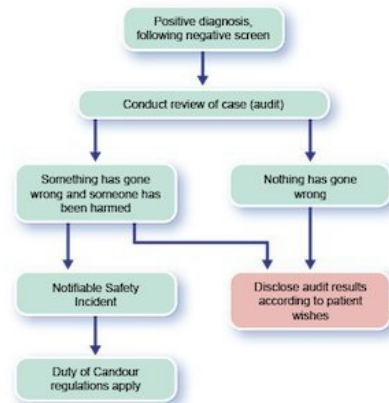 Positive diagnosis,
following negative screen
Conduct review of case (audit)
Something has gone
wrong and someone has
been harmed
Nothing has gone
wrong
Notifiable Safety
Incident
Disclose audit results
according to patient
wishes
Duty of Candour
regulations apply